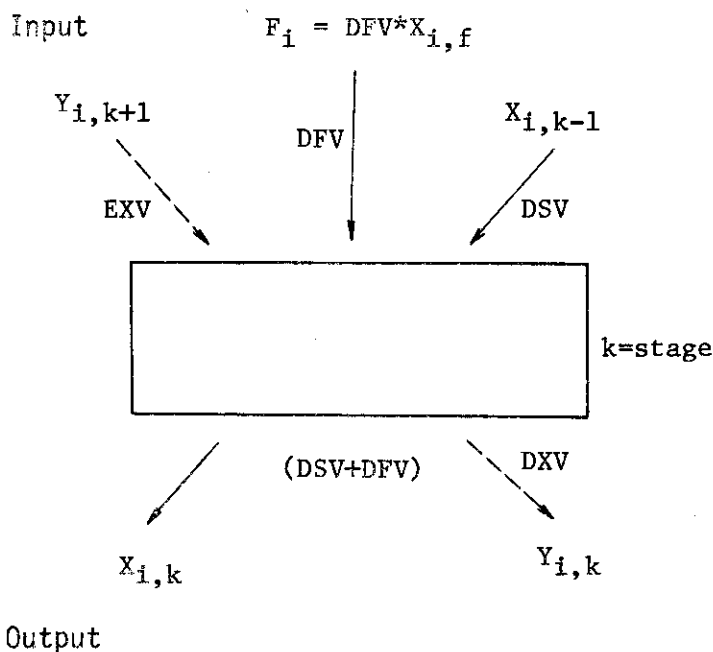 Input
F_i = DFV*X_i,f
Y_i,k+1
X_i,k-1
DFV
EXV
DSV
k=stage
(DSV+DFV)
DXV
X_i,k
Y_i,k
Output